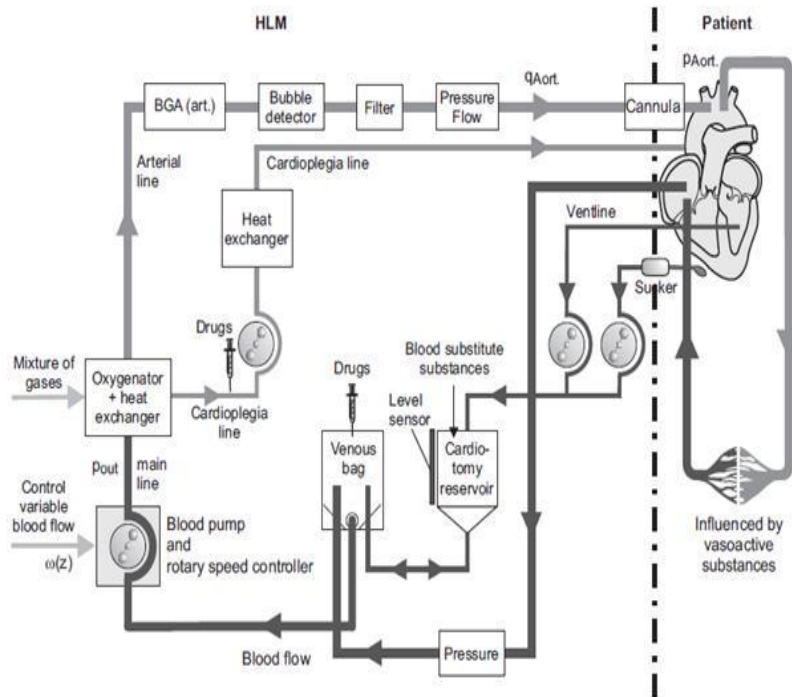 HLM
Patient
BGA (art.)
Bubble
detector
Filter
Pressure
Flow
qAort.
Cannula
pAort.
Arterial
line
Cardioplegia line
Heat
exchanger
Ventline
Sucker
Drugs
Mixture of
gases
Oxygenator
+ heat
exchanger
Cardioplegia
line
Drugs
Blood substitute
substances
Level
sensor
Venous
bag
Cardio-
tomy
reservoir
pout
main
line
Control
variable
blood flow
ω(z)
Blood pump
and
rotary speed controller
Influenced by
vasoactive
substances
Blood flow
Pressure